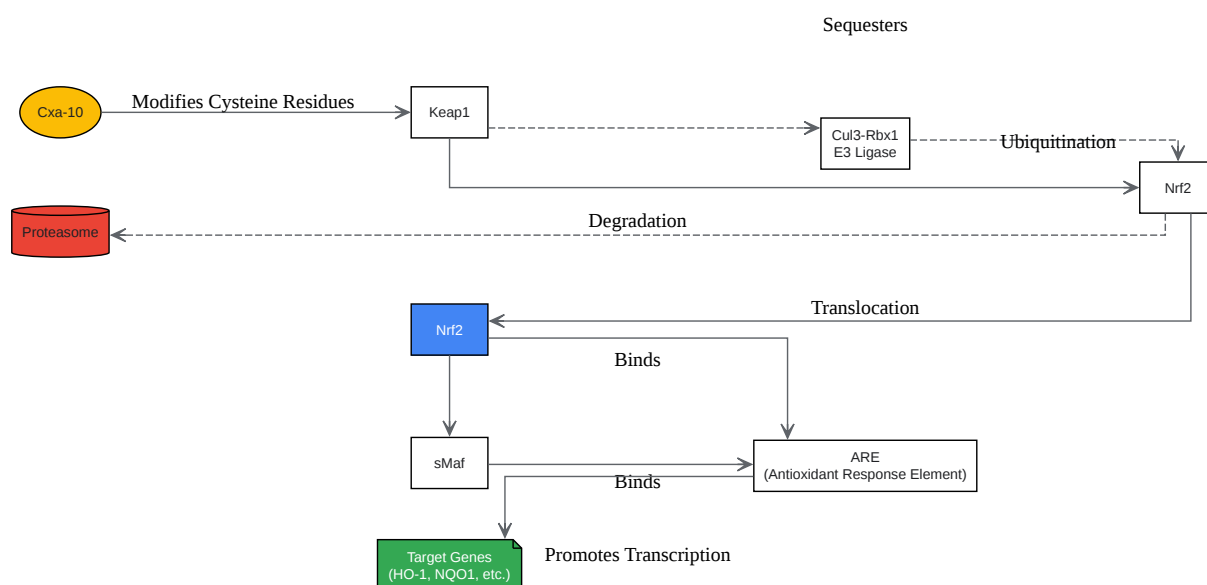 Sequesters
Cxa-10
Modifies Cysteine Residues
Keap1
Cul3-Rbx1
E3 Ligase
Ubiquitination
Nrf2
Proteasome
Degradation
Translocation
Nrf2
Binds
sMaf
ARE
(Antioxidant Response Element)
Binds
Target Genes
(HO-1, NQO1, etc.)
Promotes Transcription